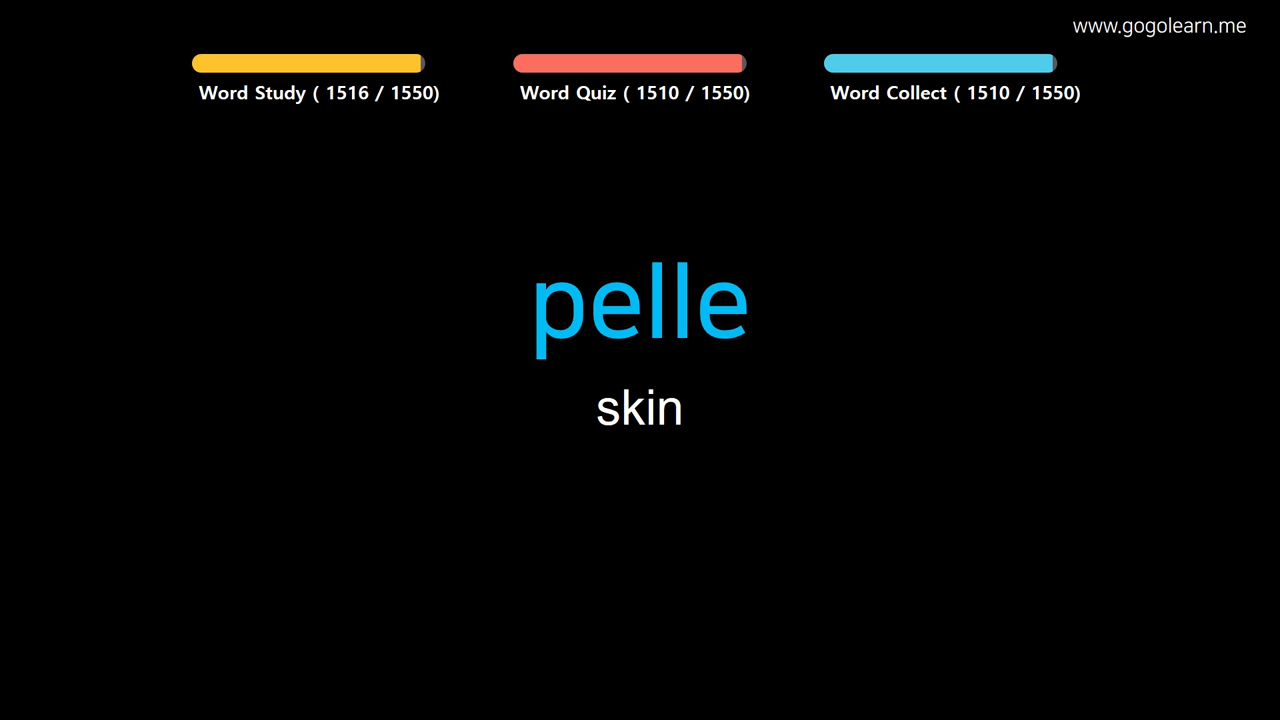 www.gogolearn.me
Word Study ( 1516 / 1550)
Word Quiz ( 1510 / 1550)
Word Collect ( 1510 / 1550)
pelle
skin